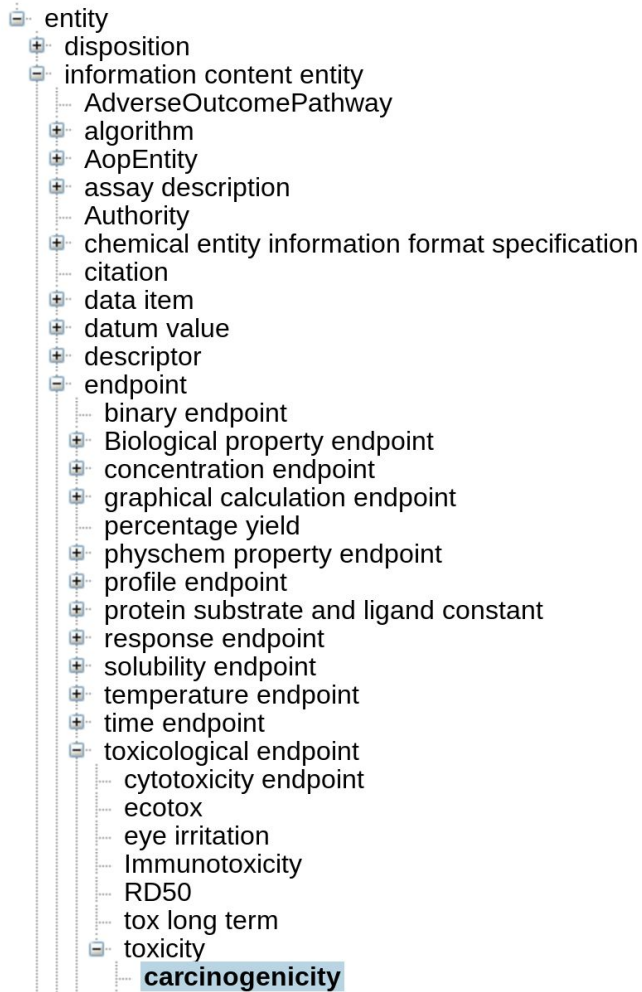 entity
disposition
information content entity
AdverseOutcomePathway
algorithm
AopEntity
assay description
Authority
chemical entity information format specification
citation
data item
datum value
descriptor
endpoint
binary endpoint
Biological property endpoint
concentration endpoint
graphical calculation endpoint
percentage yield
physchem property endpoint
profile endpoint
protein substrate and ligand constant
response endpoint
solubility endpoint
temperature endpoint
time endpoint
toxicological endpoint
cytotoxicity endpoint
ecotox
eye irritation
Immunotoxicity
RD50
tox long term
toxicity
carcinogenicity